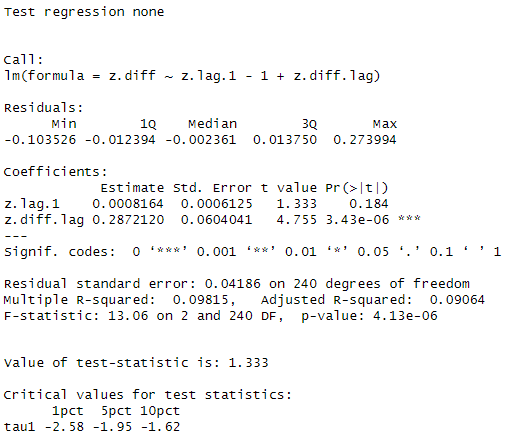 Test regression none
Call:
lm(formula = z.diff ~ z.lag.1 - 1 + z.diff.lag)
Residuals:
Min 1Q Median 3Q Max
-0.103526 -0.012394 -0.002361 0.013750 0.273994
Coefficients:
Estimate Std. Error t value Pr(>|t|)
z.lag.1 0.0008164 0.0006125 1.333 0.184
z.diff.lag 0.2872120 0.0604041 4.755 3.43e-06 ***
---
Signif. codes: 0 ‘***’ 0.001 ‘**’ 0.01 ‘*’ 0.05 ‘.’ 0.1 ‘ ’ 1
Residual standard error: 0.04186 on 240 degrees of freedom
Multiple R-squared: 0.09815, Adjusted R-squared: 0.09064
F-statistic: 13.06 on 2 and 240 DF, p-value: 4.13e-06
Value of test-statistic is: 1.333
Critical values for test statistics:
1pct 5pct 10pct
tau1 -2.58 -1.95 -1.62